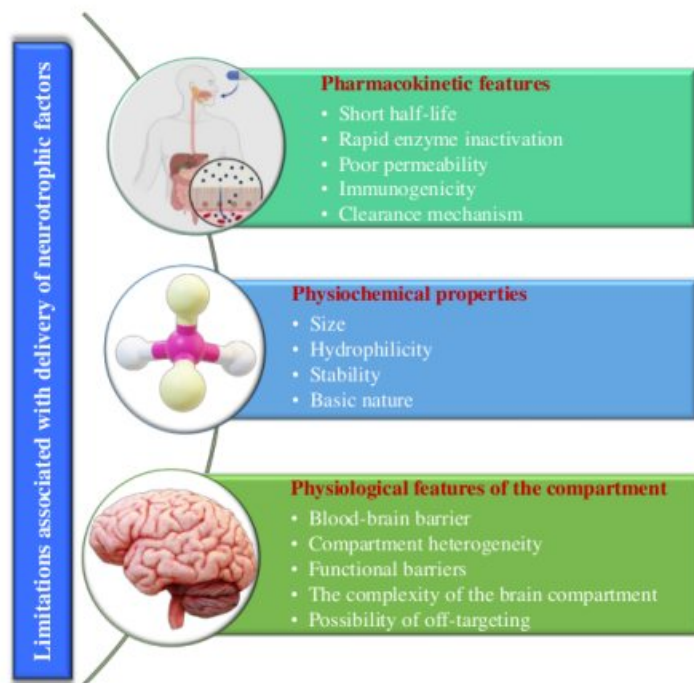 Limitations associated with delivery of neurotrophic factors
Pharmacokinetic features
• Short half-life
• Rapid enzyme inactivation
• Poor permeability
• Immunogenicity
• Clearance mechanism
Physiochemical properties
• Size
• Hydrophilicity
• Stability
• Basic nature
Physiological features of the compartment
• Blood-brain barrier
• Compartment heterogeneity
• Functional barriers
• The complexity of the brain compartment
• Possibility of off-targeting